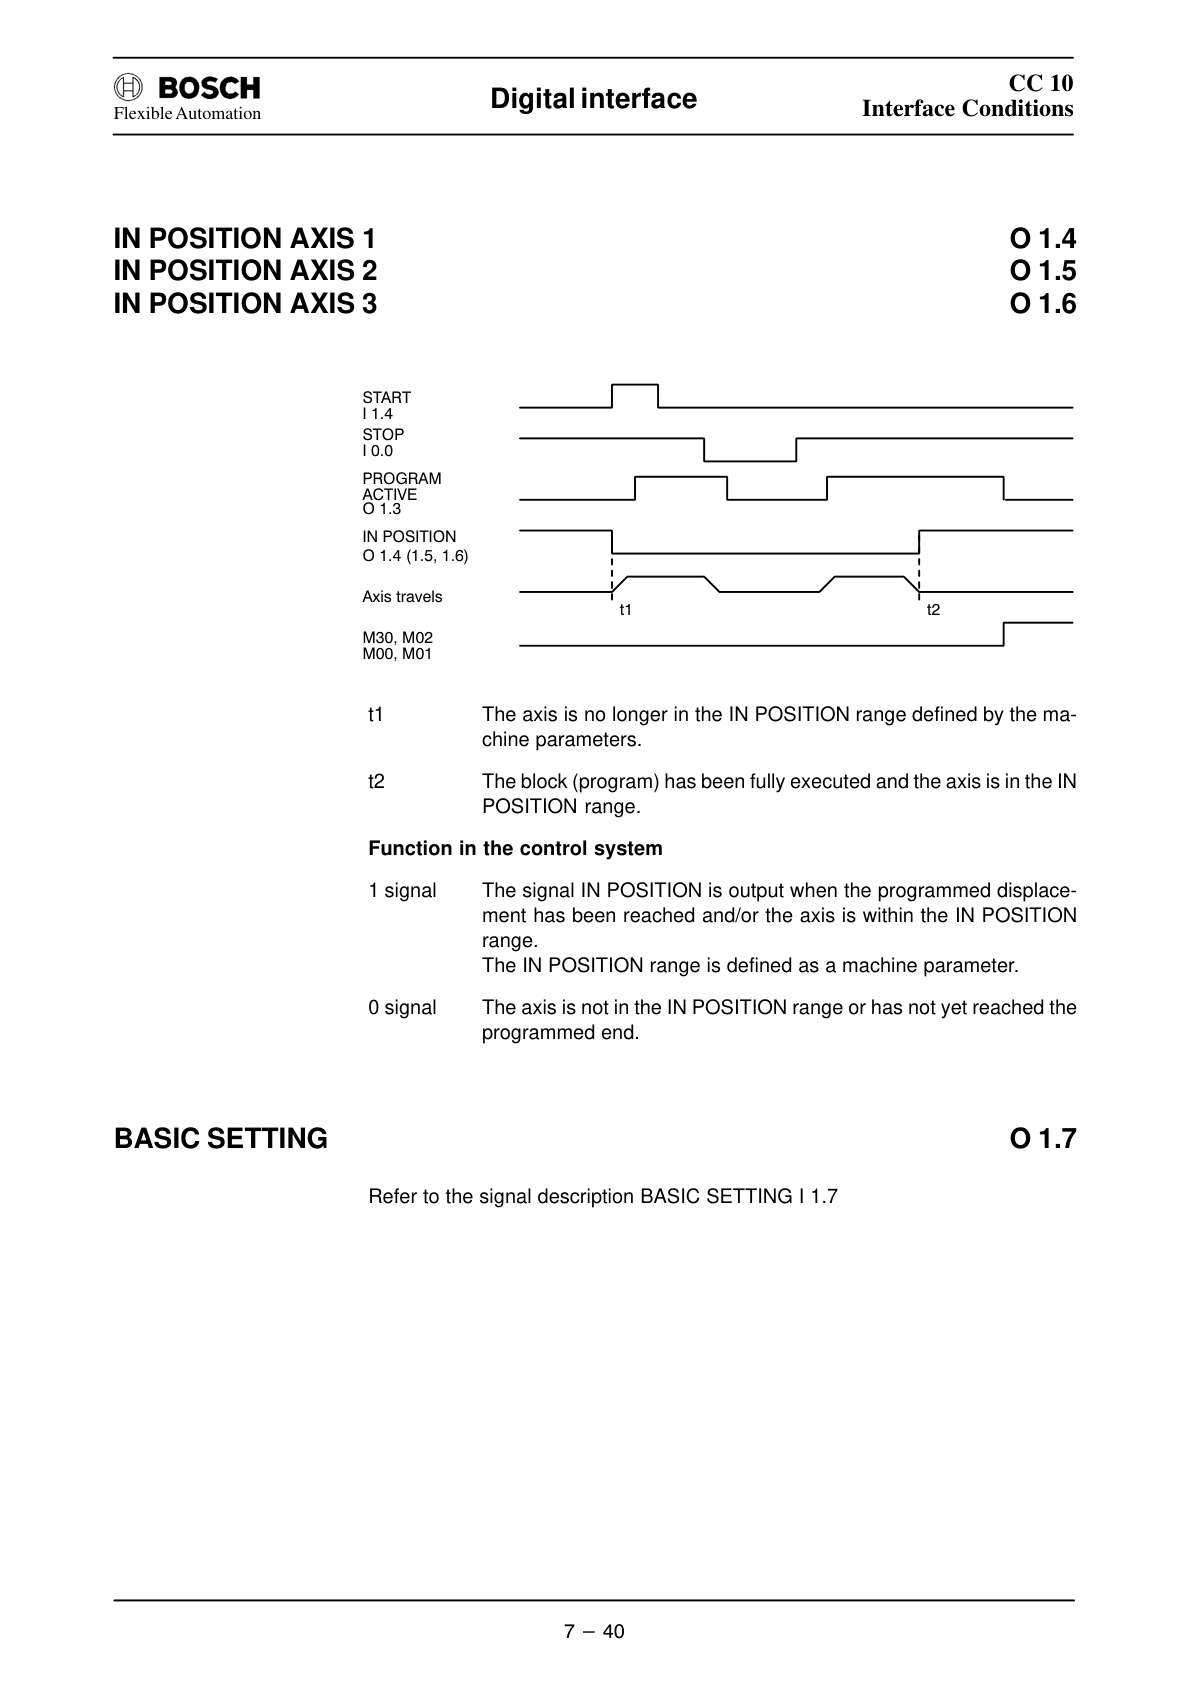 BOSCH
Flexible Automation
Digital interface
CC 10
Interface Conditions
IN POSITION AXIS 1 O 1.4
IN POSITION AXIS 2 O 1.5
IN POSITION AXIS 3 O 1.6
START
I 1.4
STOP
I 0.0
PROGRAM
ACTIVE
O 1.3
IN POSITION
O 1.4 (1.5, 1.6)
Axis travels
t1 t2
M30, M02
M00, M01
t1 The axis is no longer in the IN POSITION range defined by the ma-
chine parameters.
t2 The block (program) has been fully executed and the axis is in the IN
POSITION range.
Function in the control system
1 signal The signal IN POSITION is output when the programmed displace-
ment has been reached and/or the axis is within the IN POSITION
range.
The IN POSITION range is defined as a machine parameter.
0 signal The axis is not in the IN POSITION range or has not yet reached the
programmed end.
BASIC SETTING O 1.7
Refer to the signal description BASIC SETTING I 1.7
7 – 40